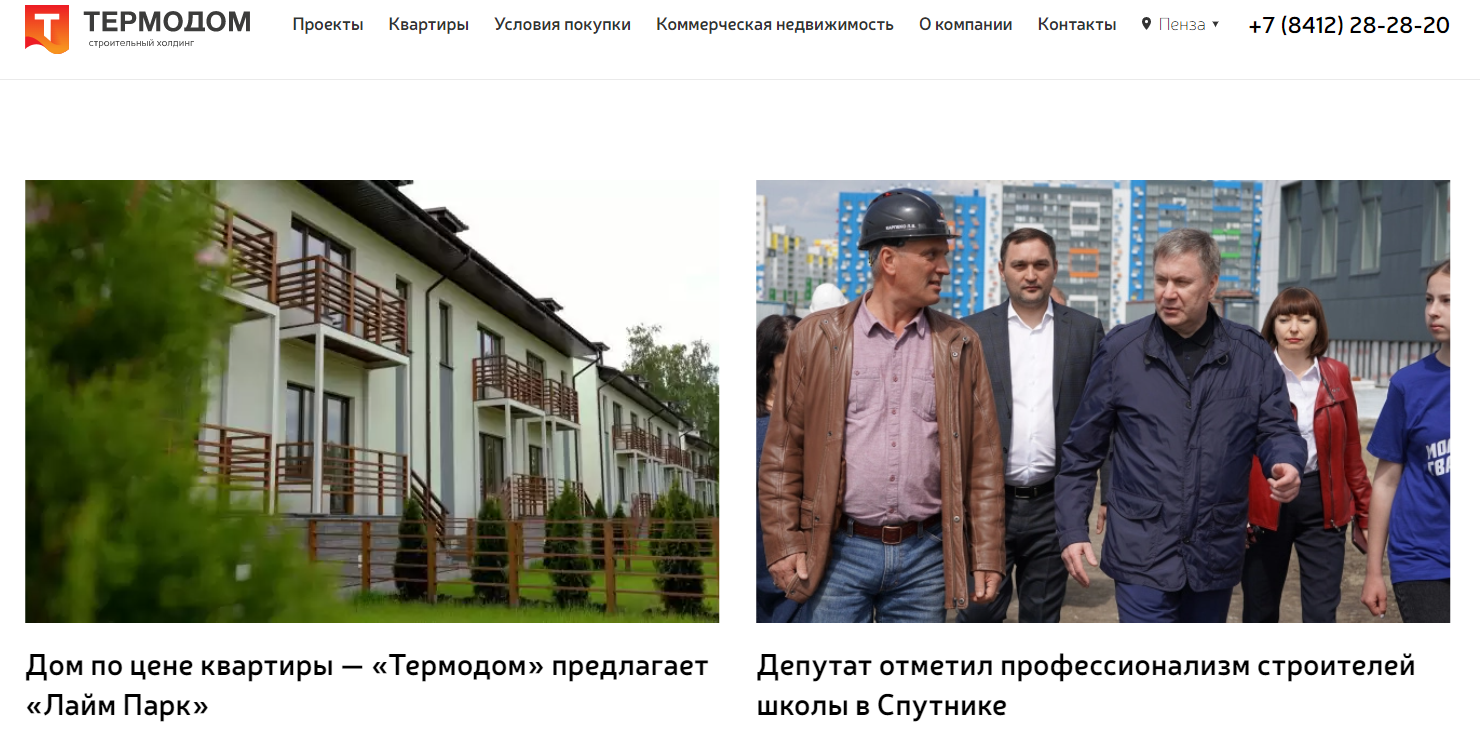 ТЕРМОДОМ
строительный холдинг
Проекты Квартиры Условия покупки Коммерческая недвижимость О компании Контакты Пенза ▼ +7 (8412) 28-28-20
Дом по цене квартиры — «Термодом» предлагает
«Лайм Парк»
Депутат отметил профессионализм строителей
школы в Спутнике